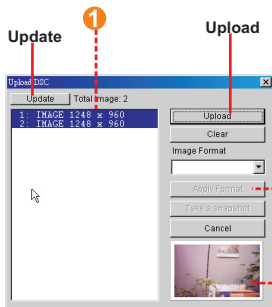 1
Update
Upload
Upload DSC
Update Total Image: 2
1: IMAGE 1248 x 960
2: IMAGE 1248 x 960
Upload
Clear
Image Format
Apply Format
Take a snapshot
Cancel